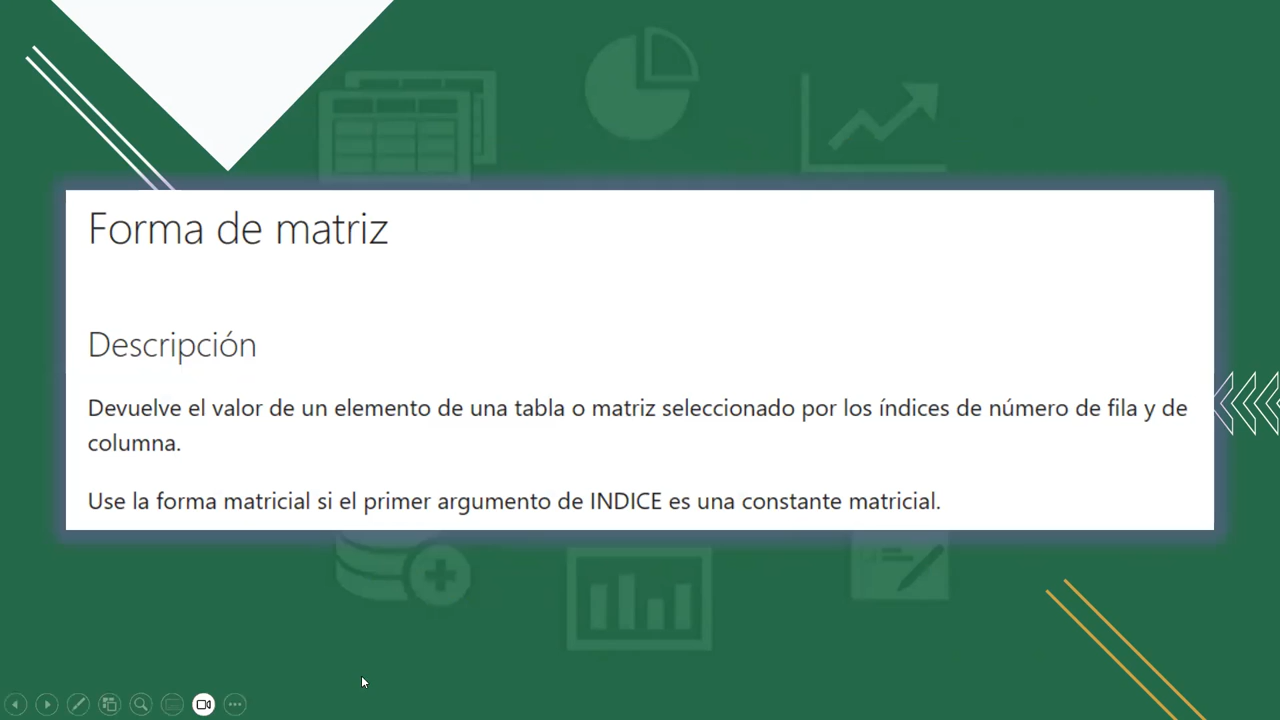 Forma de matriz
Descripción
Devuelve el valor de un elemento de una tabla o matriz seleccionado por los índices de número de fila y de
columna.
Use la forma matricial si el primer argumento de INDICE es una constante matricial.